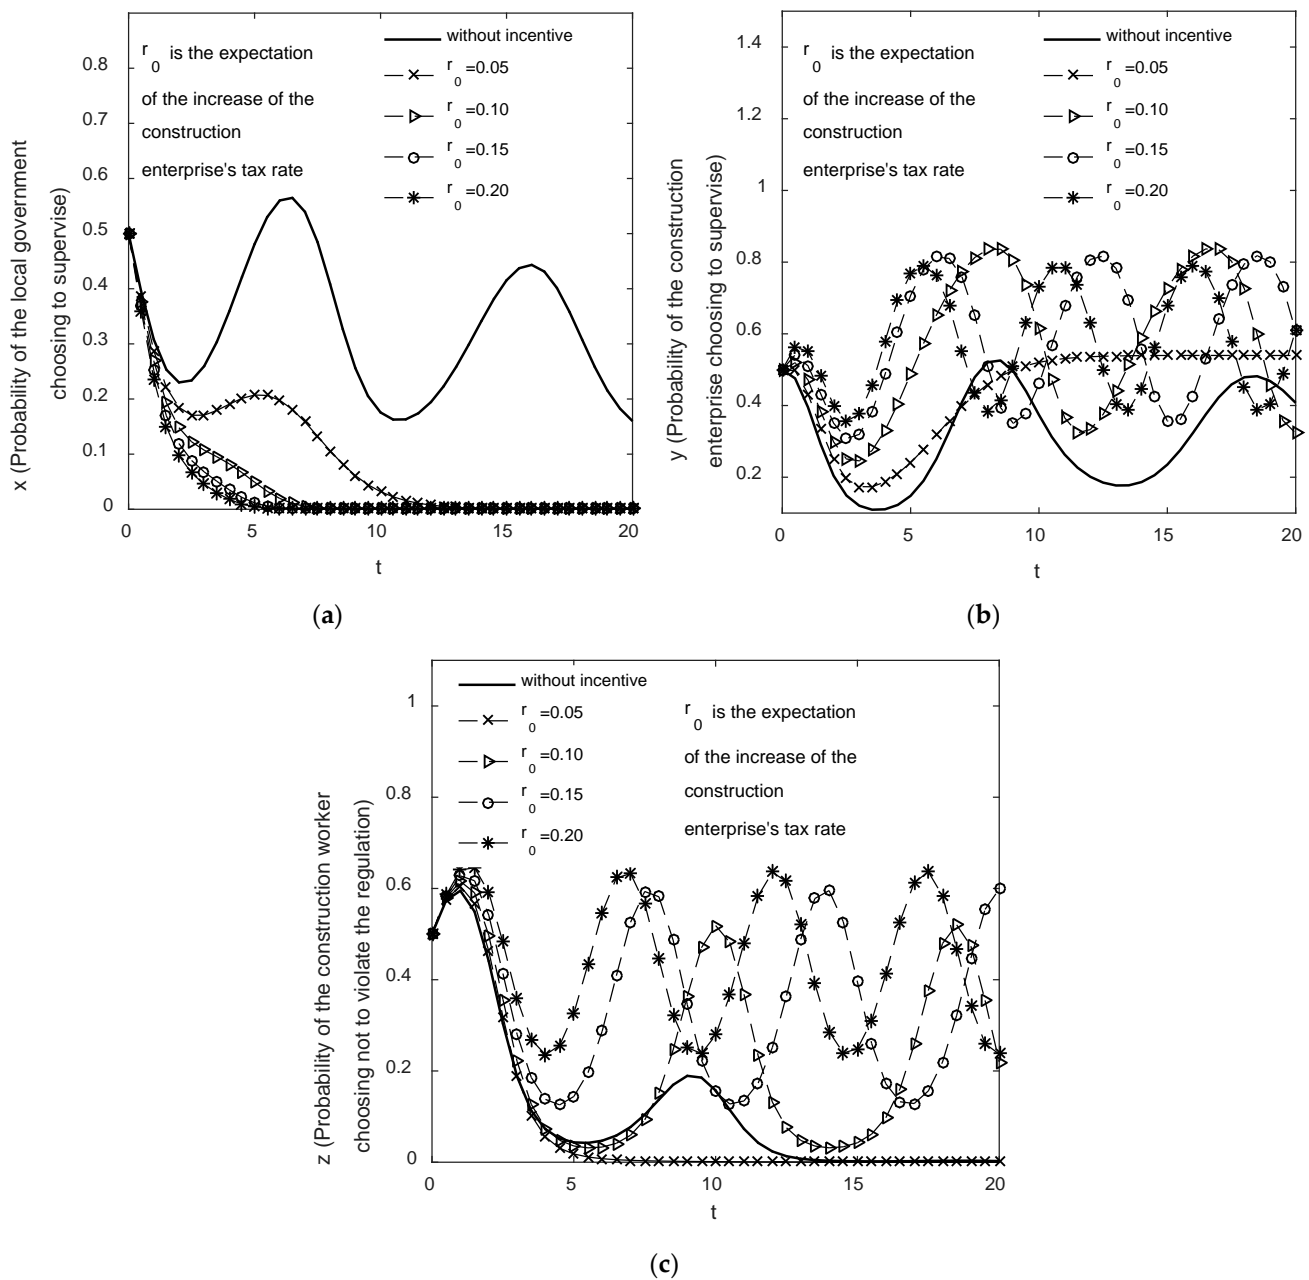 x (Probability of the local government
choosing to supervise)
0.8
0.7
0.6
0.5
0.4
0.3
0.2
0.1
0
r0 is the expectation
of the increase of the
construction
enterprise's tax rate
without incentive
r0=0.05
r0=0.10
r0=0.15
r0=0.20
0
5
10
15
20
t
(a)
y (Probability of the construction
enterprise choosing to supervise)
1.4
1.2
1
0.8
0.6
0.4
0.2
r0 is the expectation
of the increase of the
construction
enterprise's tax rate
without incentive
r0=0.05
r0=0.10
r0=0.15
r0=0.20
0
5
10
15
20
t
(b)
z (Probability of the construction worker
choosing not to violate the regulation)
1
0.8
0.6
0.4
0.2
0
without incentive
r0=0.05
r0=0.10
r0=0.15
r0=0.20
r0 is the expectation
of the increase of the
construction
enterprise's tax rate
0
5
10
15
20
t
(c)